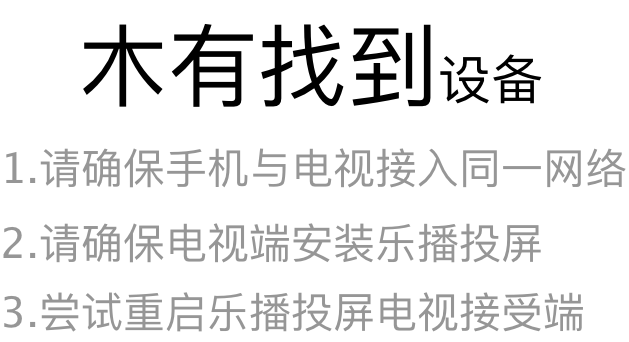 木有找到设备
1.请确保手机与电视接入同一网络
2.请确保电视端安装乐播投屏
3.尝试重启乐播投屏电视接受端